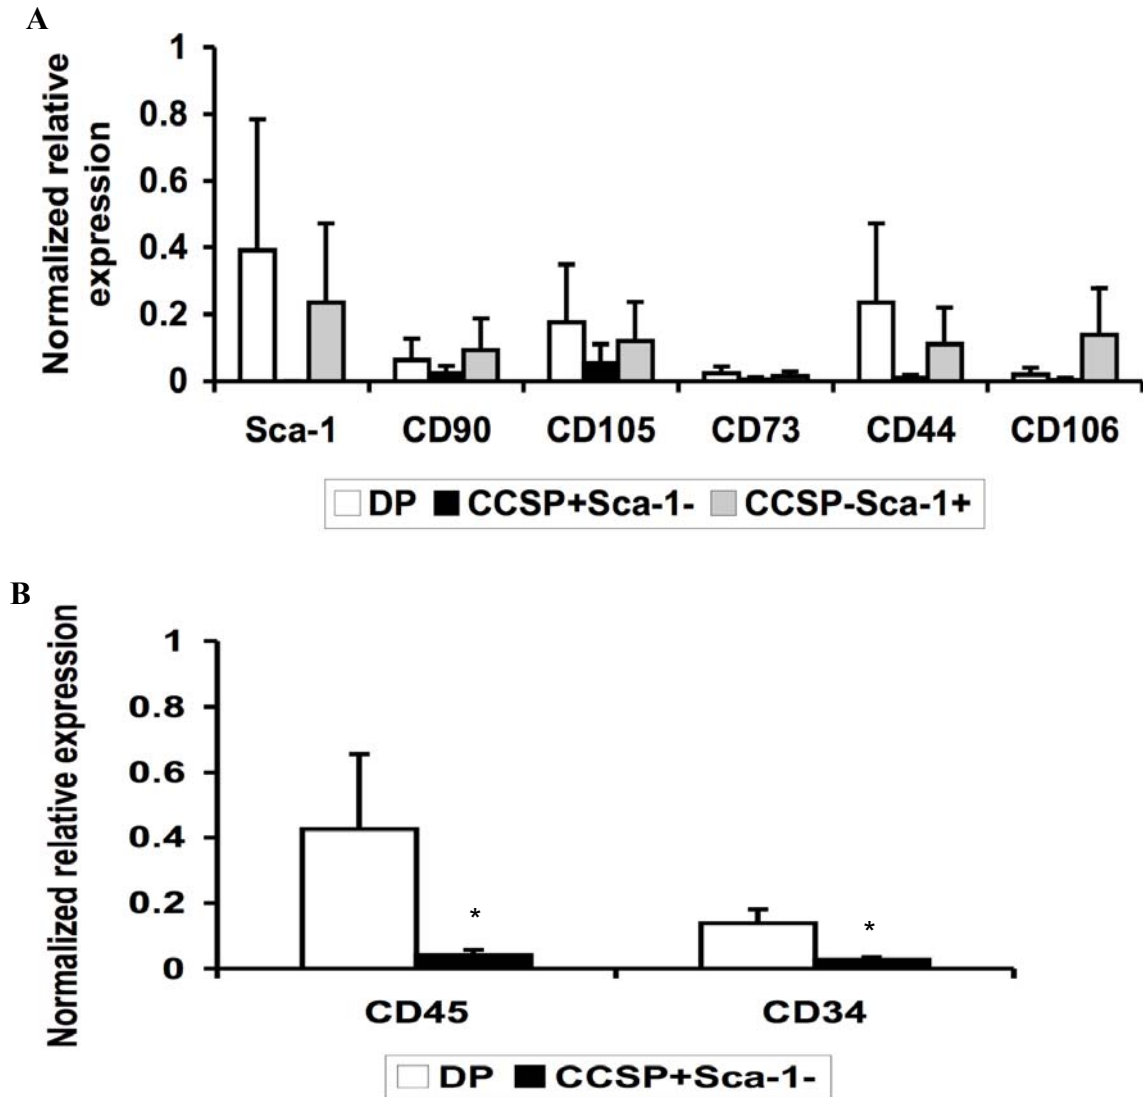 A
Normalized relative
expression
1
0.8
0.6
0.4
0.2
0
Sca-1 CD90 CD105 CD73 CD44 CD106
DP CCSP+Sca-1- CCSP-Sca-1+
B
Normalized relative expression
1
0.8
0.6
0.4
0.2
0
* *
CD45 CD34
DP CCSP+Sca-1-